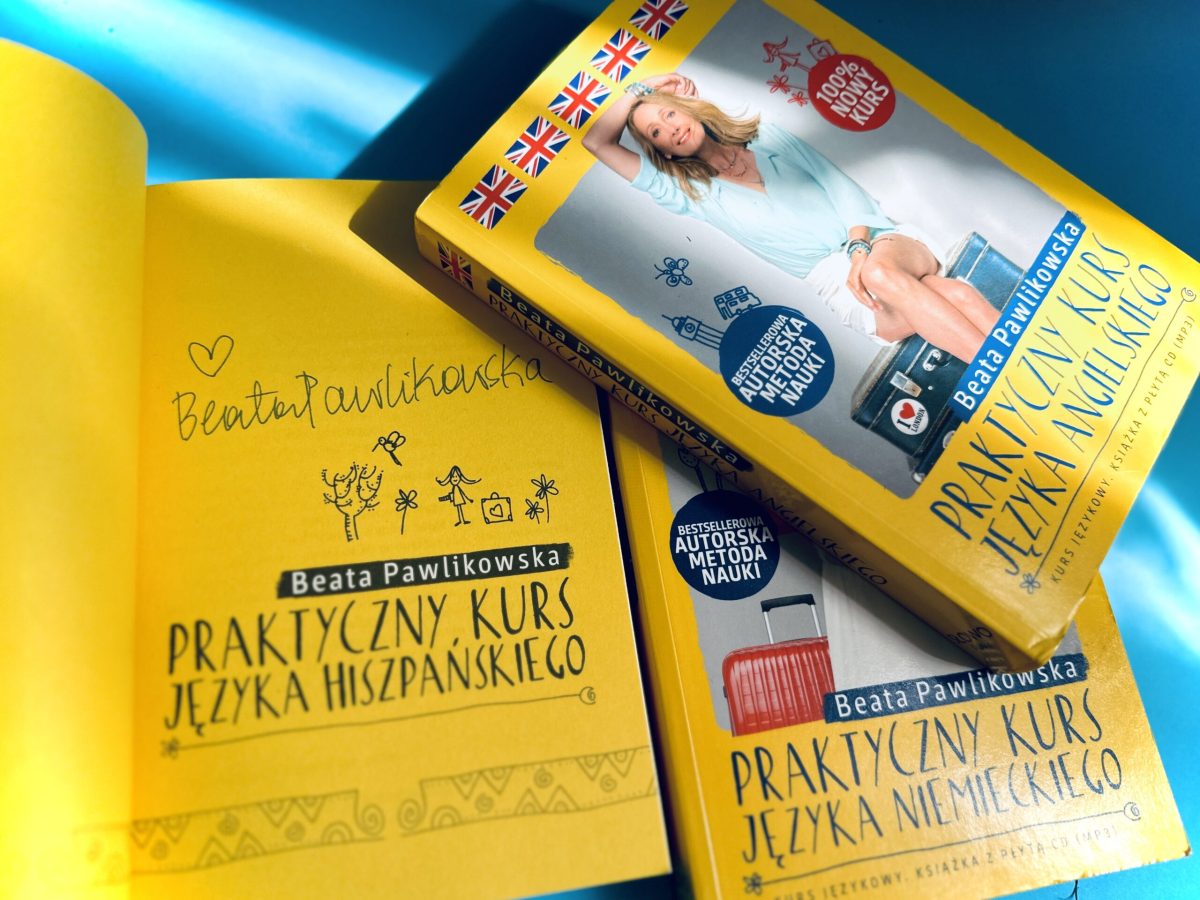 Beata Pawlikowska
Beata Pawlikowska
PRAKTYCZNY KURS
JĘZYKA HISZPAŃSKIEGO
100%
NOWY
KURS
BESTSELLEROWA
AUTORSKA
METODA
NAUKI
I
LONDON
Beata Pawlikowska
PRAKTYCZNY KURS
JĘZYKA ANGIELSKIEGO
KURS JĘZYKOWY. KSIĄŻKA Z PŁYTĄ CD (MP3)
Beata Pawlikowska
PRAKTYCZNY KURS JĘZYKA ANGIELSKIEGO
BESTSELLEROWA
AUTORSKA
METODA
NAUKI
Beata Pawlikowska
PRAKTYCZNY KURS
JĘZYKA NIEMIECKIEGO
KURS JĘZYKOWY. KSIĄŻKA Z PŁYTĄ CD (MP3)